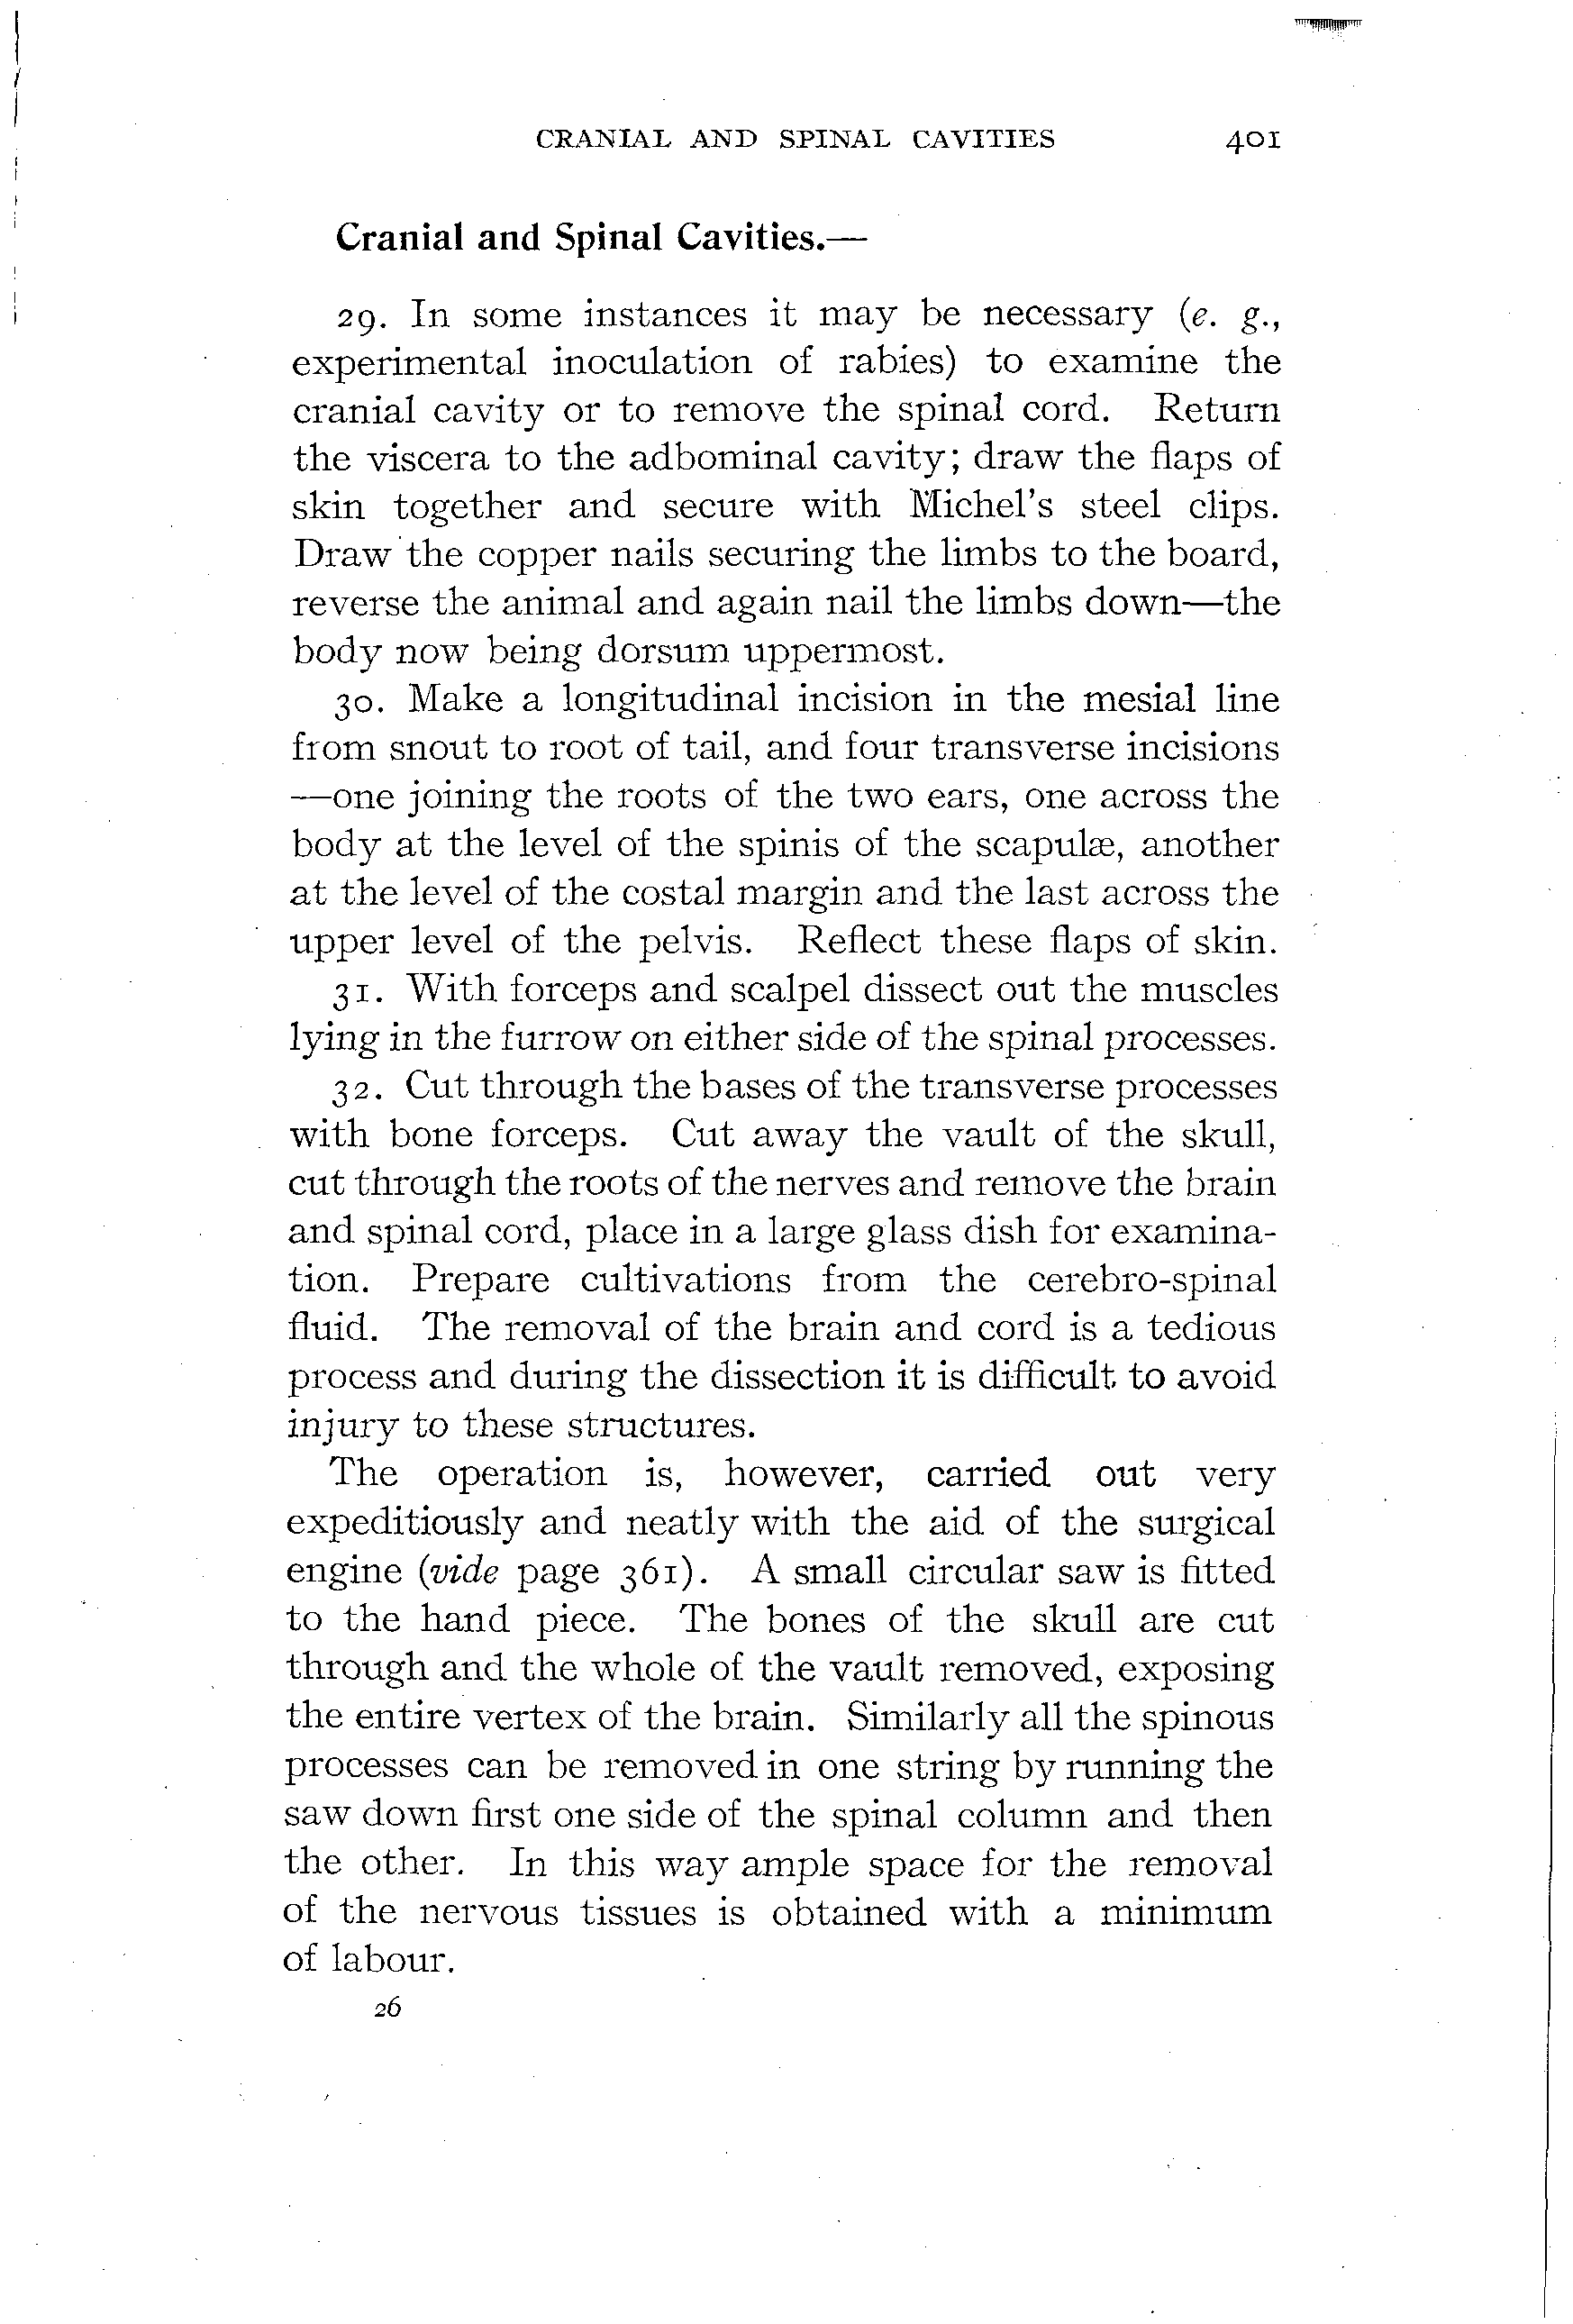 CRANIAL AND SPINAL CAVITIES 401
Cranial and Spinal Cavities.—
29. In some instances it may be necessary (e. g.,
experimental inoculation of rabies) to examine the
cranial cavity or to remove the spinal cord. Return
the viscera to the adbominal cavity; draw the flaps of
skin together and secure with Michel's steel clips.
Draw the copper nails securing the limbs to the board,
reverse the animal and again nail the limbs down—the
body now being dorsum uppermost.
30. Make a longitudinal incision in the mesial line
from snout to root of tail, and four transverse incisions
—one joining the roots of the two ears, one across the
body at the level of the spinis of the scapulæ, another
at the level of the costal margin and the last across the
upper level of the pelvis. Reflect these flaps of skin.
31. With forceps and scalpel dissect out the muscles
lying in the furrow on either side of the spinal processes.
32. Cut through the bases of the transverse processes
with bone forceps. Cut away the vault of the skull,
cut through the roots of the nerves and remove the brain
and spinal cord, place in a large glass dish for examina-
tion. Prepare cultivations from the cerebro-spinal
fluid. The removal of the brain and cord is a tedious
process and during the dissection it is difficult to avoid
injury to these structures.
The operation is, however, carried out very
expeditiously and neatly with the aid of the surgical
engine (vide page 361). A small circular saw is fitted
to the hand piece. The bones of the skull are cut
through and the whole of the vault removed, exposing
the entire vertex of the brain. Similarly all the spinous
processes can be removed in one string by running the
saw down first one side of the spinal column and then
the other. In this way ample space for the removal
of the nervous tissues is obtained with a minimum
of labour.
26